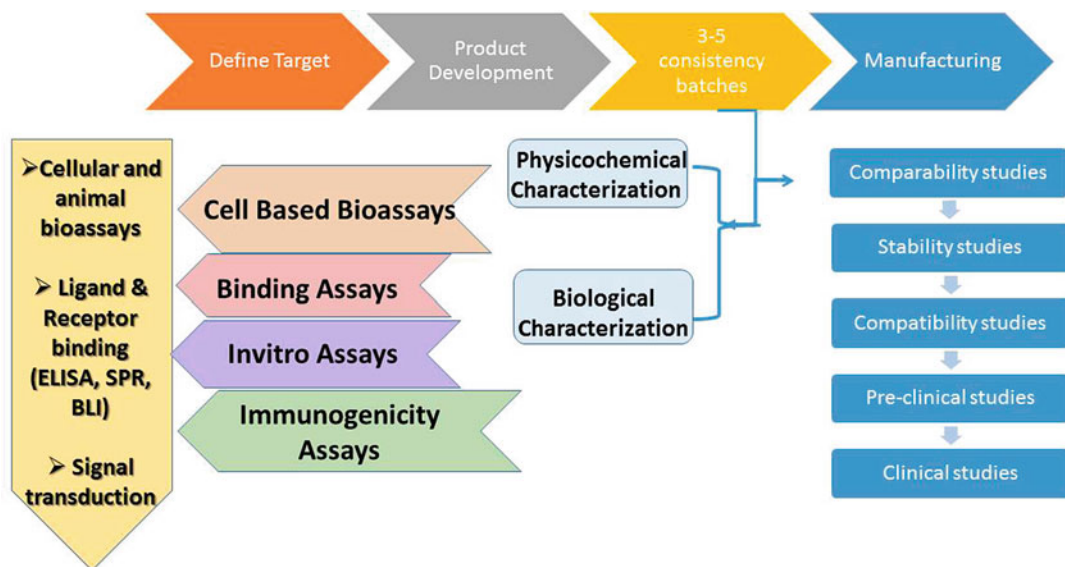 Define Target
Product
Development
3-5
consistency
batches
Manufacturing
➢Cellular and
animal
bioassays
➢ Ligand &
Receptor
binding
(ELISA, SPR,
BLI)
➢ Signal
transduction
Cell Based Bioassays
Binding Assays
Invitro Assays
Immunogenicity
Assays
Physicochemical
Characterization
Biological
Characterization
Comparability studies
Stability studies
Compatibility studies
Pre-clinical studies
Clinical studies